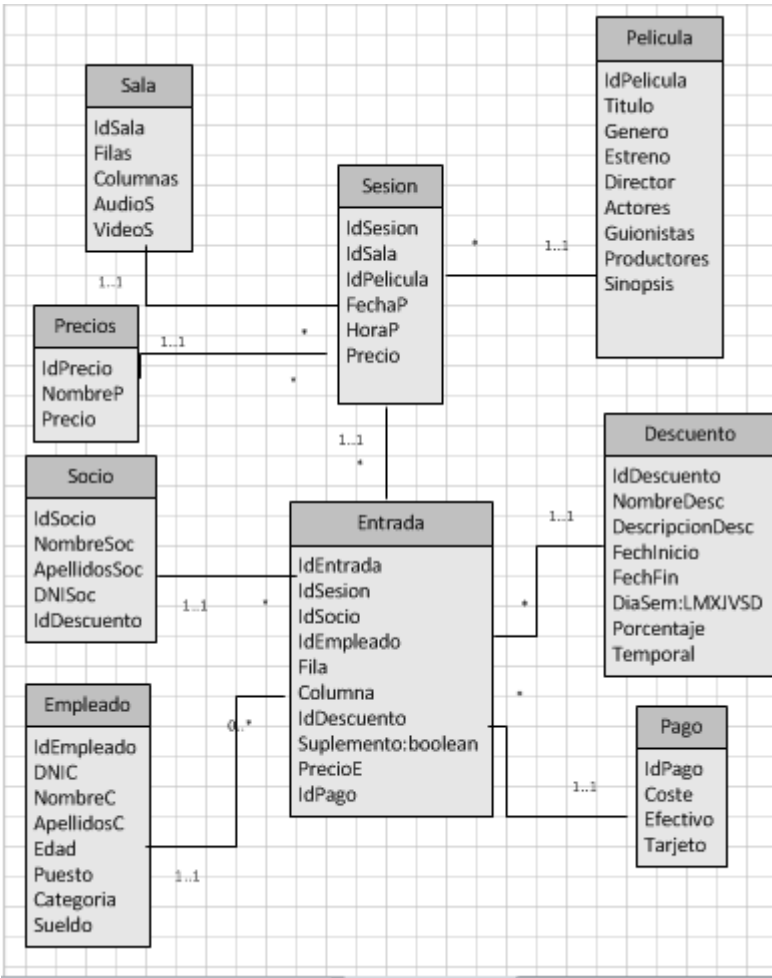 Sala
IdSala
Filas
Columnas
AudioS
VideoS
1..1
Pelicula
IdPelicula
Titulo
Genero
Estreno
Director
Actores
Guionistas
Productores
Sinopsis
Sesion
IdSesion
IdSala
IdPelicula
FechaP
HoraP
Precio
*
1..1
Precios
IdPrecio
NombreP
Precio
1..1
*
*
1..1
*
Socio
IdSocio
NombreSoc
ApellidosSoc
DNISoc
IdDescuento
1..1
*
Entrada
IdEntrada
IdSesion
IdSocio
IdEmpleado
Fila
Columna
IdDescuento
Suplemento:boolean
PrecioE
IdPago
Descuento
IdDescuento
NombreDesc
DescripcionDesc
FechInicio
FechFin
DiaSem:LMXJVSD
Porcentaje
Temporal
1..1
*
Empleado
IdEmpleado
DNIC
NombreC
ApellidosC
Edad
Puesto
Categoria
Sueldo
0..*
1..1
Pago
IdPago
Coste
Efectivo
Tarjeto
*
1..1